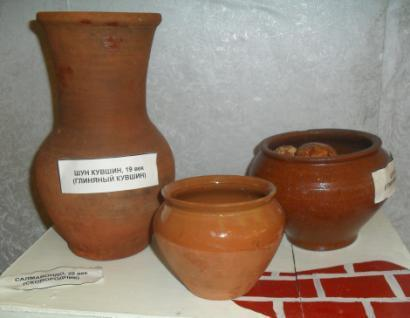 ШУН КУВШИН, 19 век
(ГЛИНЯНЫЙ КУВШИН)
САЛМАВОНДО, 20 век
(СКОВОРОДНИК)